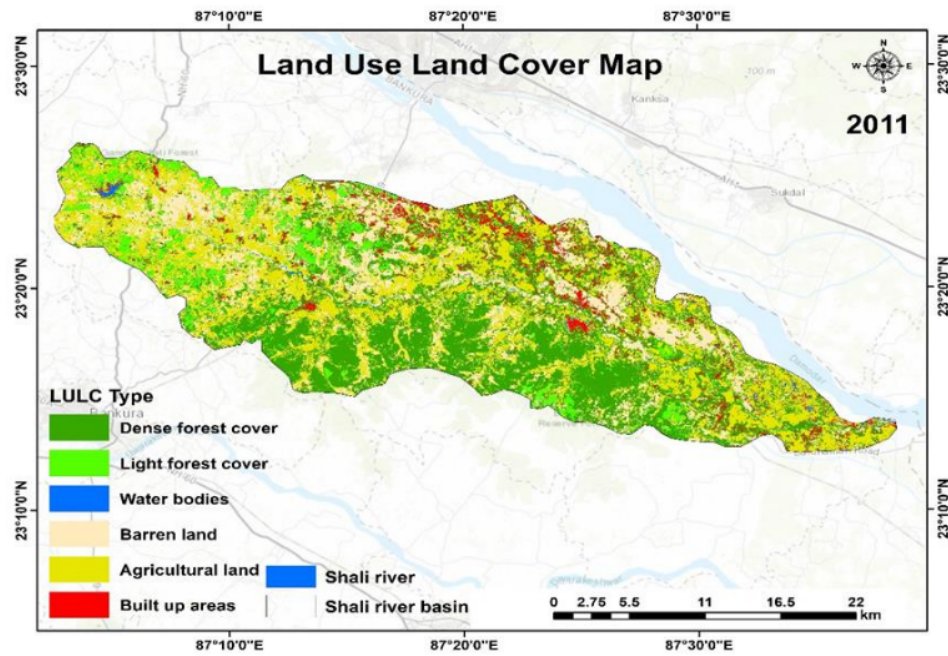 87°10'0"E
87°20'0"E
87°30'0"E
23°30'0"N
23°30'0"N
Land Use Land Cover Map
N
W
E
S
100 m
BANKURA
Kanksa
2011
Sukdal
23°20'0"N
23°20'0"N
Damodar
LULC Type
Bankura
Dense forest cover
Light forest cover
Water bodies
23°10'0"N
23°10'0"N
Barren land
Agricultural land
Shali river
Built up areas
Shali river basin
0 2.75 5.5 11 16.5 22
km
87°10'0"E
87°20'0"E
87°30'0"E